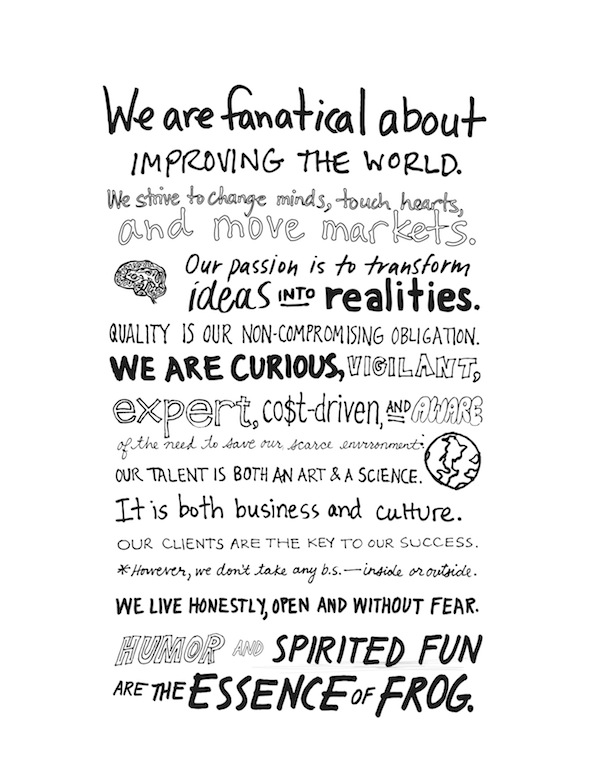 We are fanatical about
IMPROVING THE WORLD.
We strive to change minds, touch hearts,
and move markets.
Our passion is to transform
ideas INTO realities.
QUALITY IS OUR NON-COMPROMISING OBLIGATION.
WE ARE CURIOUS, VIGILANT,
expert, co$t-driven, AND AWARE
of the need to save our scarce environment.
OUR TALENT IS BOTH AN ART & A SCIENCE.
It is both business and culture.
OUR CLIENTS ARE THE KEY TO OUR SUCCESS.
*However, we don't take any b.s.—inside or outside.
WE LIVE HONESTLY, OPEN AND WITHOUT FEAR.
HUMOR AND SPIRITED FUN
ARE THE ESSENCE OF FROG.